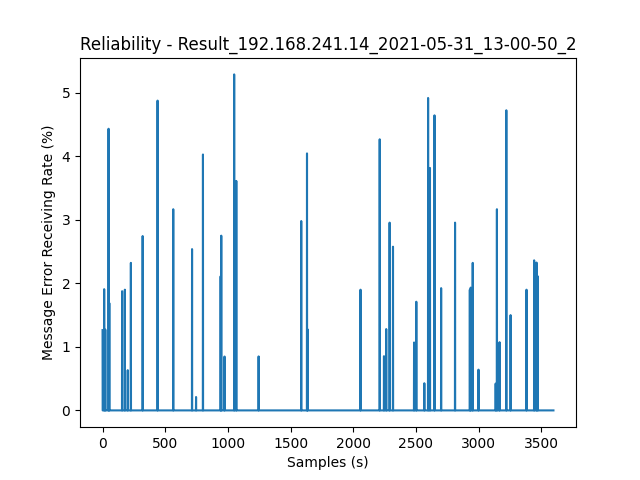 Reliability - Result_192.168.241.14_2021-05-31_13-00-50_2
Message Error Receiving Rate (%)
5
4
3
2
1
0
0 500 1000 1500 2000 2500 3000 3500
Samples (s)